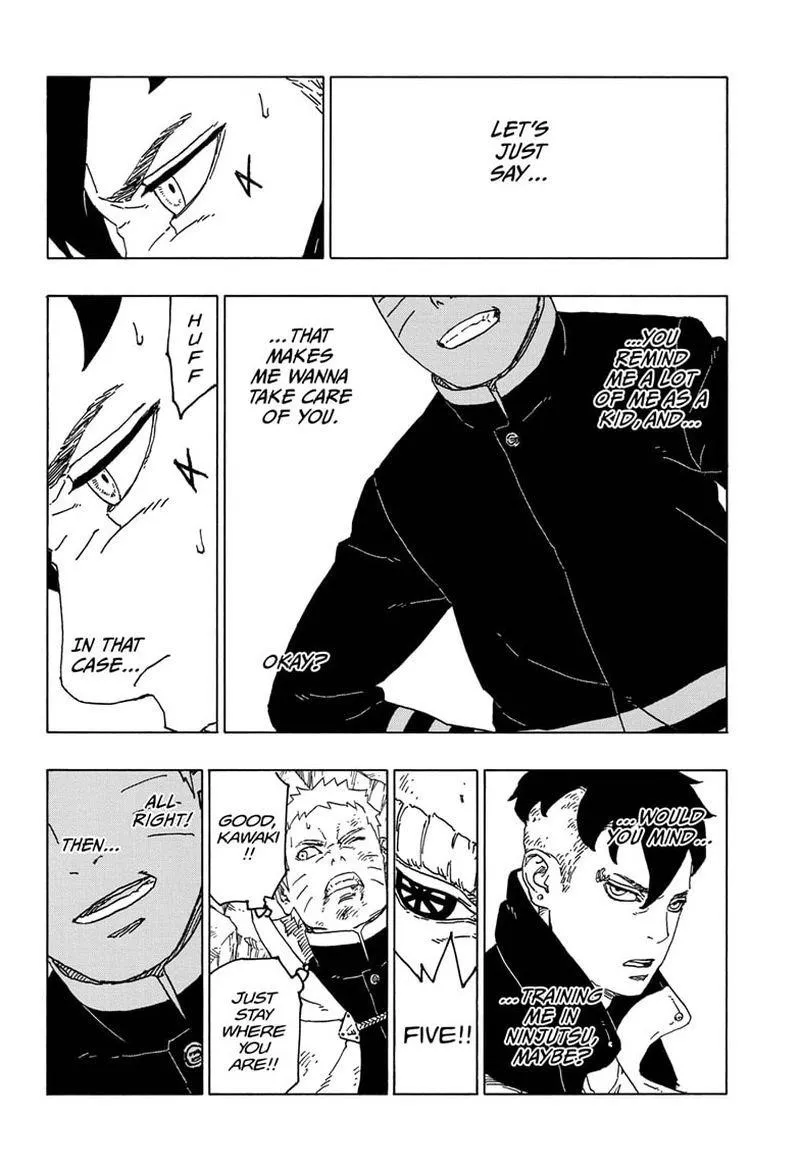 LET'S
JUST
SAY...
...YOU
REMIND
ME A LOT
OF ME AS A
KID, AND...
...THAT
MAKES
ME WANNA
TAKE CARE
OF YOU.
OKAY?
HUFF
IN THAT
CASE...
...WOULD
YOU MIND...
...TRAINING
ME IN
NINJUTSU,
MAYBE?
FIVE!!
GOOD,
KAWAKI
!!
JUST
STAY
WHERE
YOU
ARE!!
ALL-
RIGHT!
THEN...